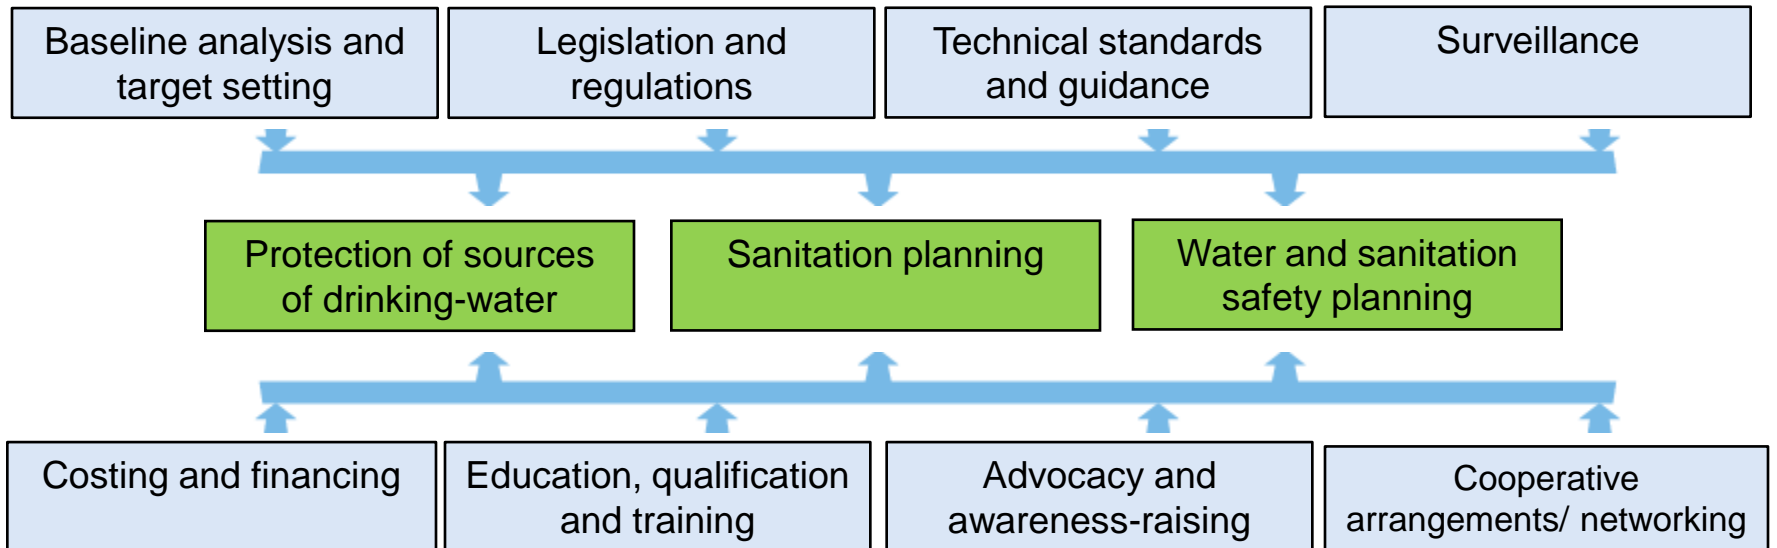 Baseline analysis and
target setting
Legislation and
regulations
Technical standards
and guidance
Surveillance
Protection of sources
of drinking-water
Sanitation planning
Water and sanitation
safety planning
Costing and financing
Education, qualification
and training
Advocacy and
awareness-raising
Cooperative
arrangements/ networking